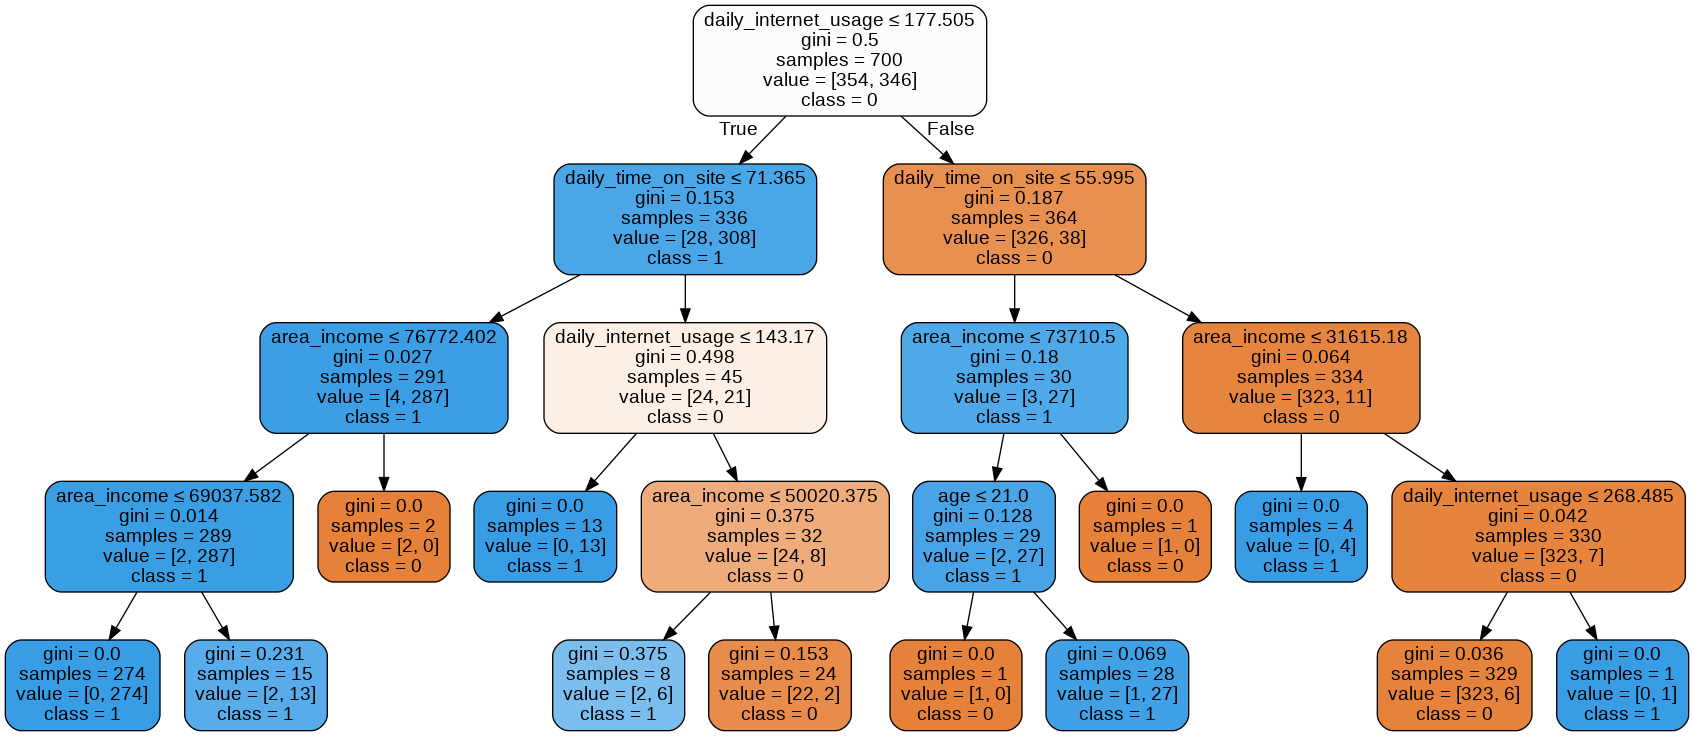 daily_internet_usage ≤ 177.505
gini = 0.5
samples = 700
value = [354, 346]
class = 0
True
False
daily_time_on_site ≤ 71.365
gini = 0.153
samples = 336
value = [28, 308]
class = 1
daily_time_on_site ≤ 55.995
gini = 0.187
samples = 364
value = [326, 38]
class = 0
area_income ≤ 76772.402
gini = 0.027
samples = 291
value = [4, 287]
class = 1
daily_internet_usage ≤ 143.17
gini = 0.498
samples = 45
value = [24, 21]
class = 0
area_income ≤ 73710.5
gini = 0.18
samples = 30
value = [3, 27]
class = 1
area_income ≤ 31615.18
gini = 0.064
samples = 334
value = [323, 11]
class = 0
area_income ≤ 69037.582
gini = 0.014
samples = 289
value = [2, 287]
class = 1
gini = 0.0
samples = 2
value = [2, 0]
class = 0
gini = 0.0
samples = 13
value = [0, 13]
class = 1
area_income ≤ 50020.375
gini = 0.375
samples = 32
value = [24, 8]
class = 0
age ≤ 21.0
gini = 0.128
samples = 29
value = [2, 27]
class = 1
gini = 0.0
samples = 1
value = [1, 0]
class = 0
gini = 0.0
samples = 4
value = [0, 4]
class = 1
daily_internet_usage ≤ 268.485
gini = 0.042
samples = 330
value = [323, 7]
class = 0
gini = 0.0
samples = 274
value = [0, 274]
class = 1
gini = 0.231
samples = 15
value = [2, 13]
class = 1
gini = 0.375
samples = 8
value = [2, 6]
class = 1
gini = 0.153
samples = 24
value = [22, 2]
class = 0
gini = 0.0
samples = 1
value = [1, 0]
class = 0
gini = 0.069
samples = 28
value = [1, 27]
class = 1
gini = 0.036
samples = 329
value = [323, 6]
class = 0
gini = 0.0
samples = 1
value = [0, 1]
class = 1